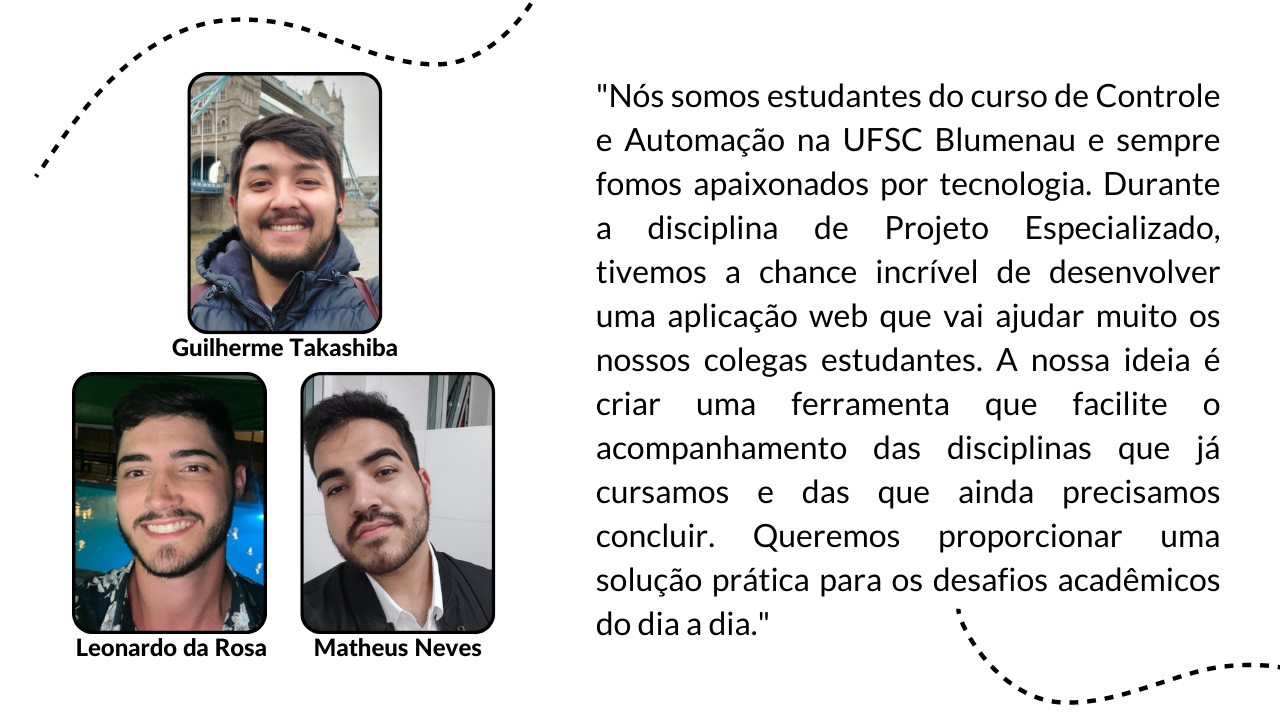 Guilherme Takashiba
Leonardo da Rosa
Matheus Neves
"Nós somos estudantes do curso de Controle
e Automação na UFSC Blumenau e sempre
fomos apaixonados por tecnologia. Durante
a disciplina de Projeto Especializado,
tivemos a chance incrível de desenvolver
uma aplicação web que vai ajudar muito os
nossos colegas estudantes. A nossa ideia é
criar uma ferramenta que facilite o
acompanhamento das disciplinas que já
cursamos e das que ainda precisamos
concluir. Queremos proporcionar uma
solução prática para os desafios acadêmicos
do dia a dia."